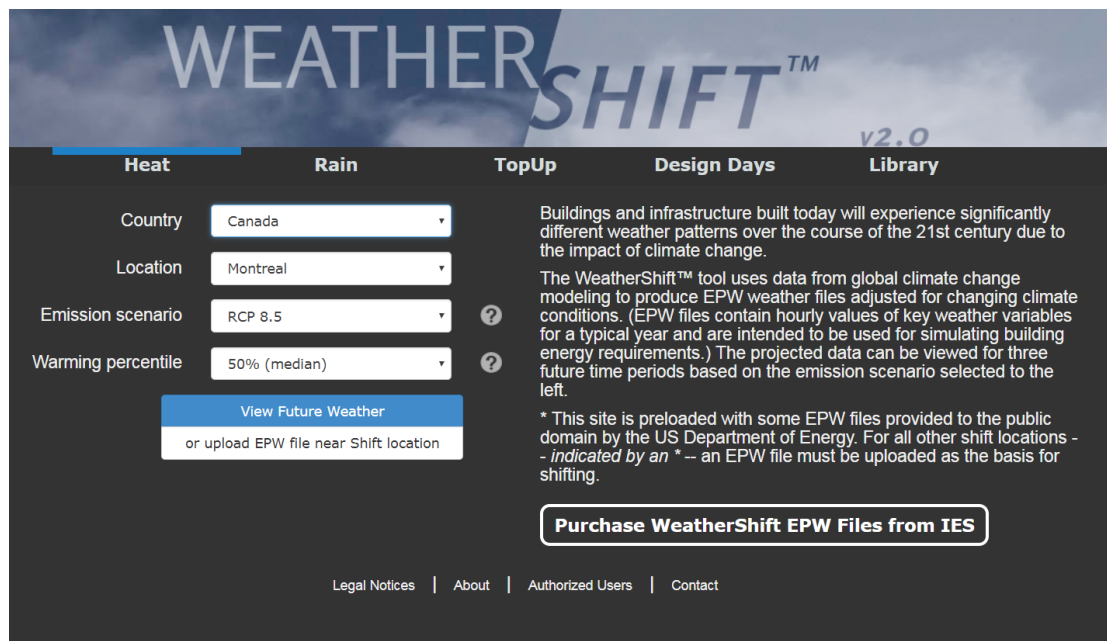 WEATHER
SHIFT™
v2.0
Heat Rain TopUp Design Days Library
Country Canada
Location Montreal
Emission scenario RCP 8.5 ?
Warming percentile 50% (median) ?
View Future Weather
or upload EPW file near Shift location
Buildings and infrastructure built today will experience significantly
different weather patterns over the course of the 21st century due to
the impact of climate change.
The WeatherShift™ tool uses data from global climate change
modeling to produce EPW weather files adjusted for changing climate
conditions. (EPW files contain hourly values of key weather variables
for a typical year and are intended to be used for simulating building
energy requirements.) The projected data can be viewed for three
future time periods based on the emission scenario selected to the
left.
* This site is preloaded with some EPW files provided to the public
domain by the US Department of Energy. For all other shift locations -
- indicated by an * -- an EPW file must be uploaded as the basis for
shifting.
Purchase WeatherShift EPW Files from IES
Legal Notices | About | Authorized Users | Contact